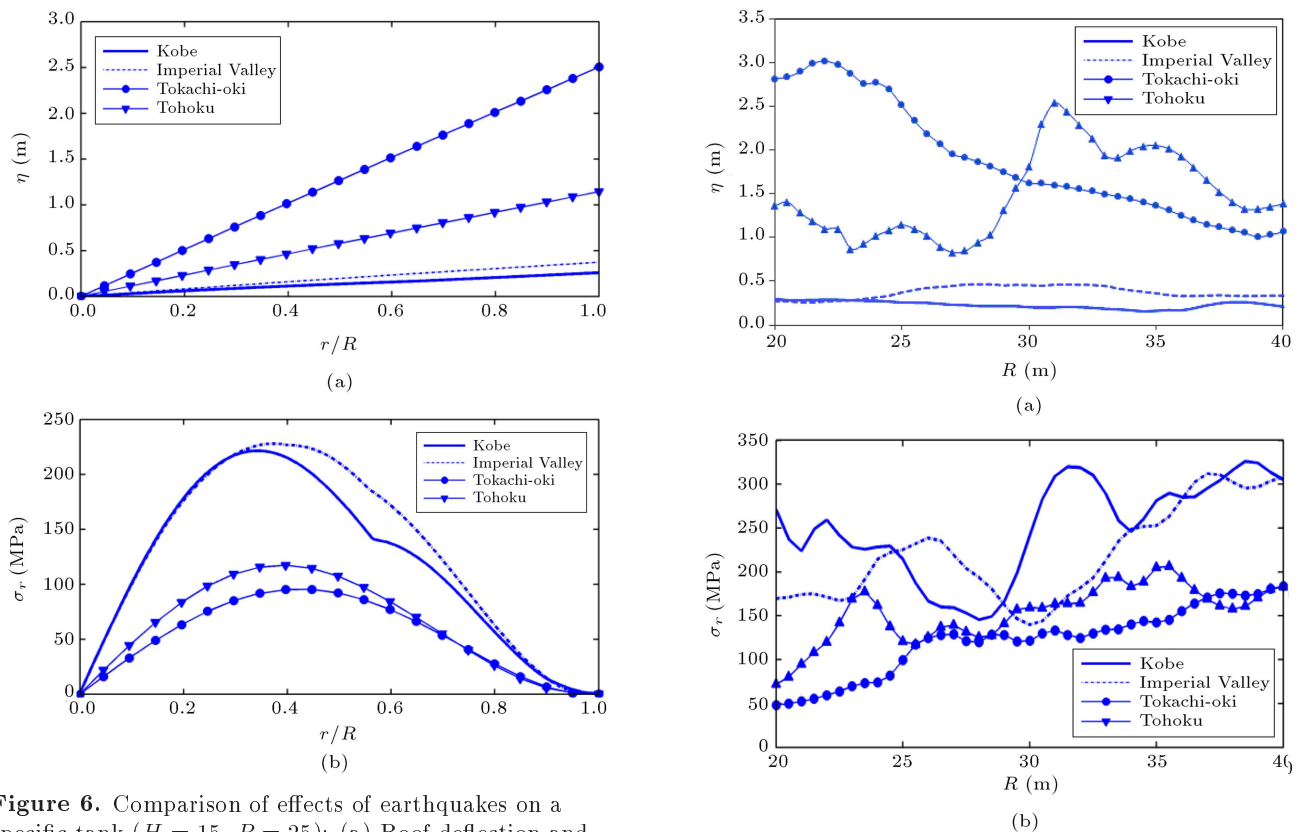 3.0
2.5
2.0
1.5
1.0
0.5
0.0
η (m)
Kobe
Imperial Valley
Tokachi-oki
Tohoku
0.0 0.2 0.4 0.6 0.8 1.0
r/R
(a)
250
200
150
100
50
0
σr (MPa)
Kobe
Imperial Valley
Tokachi-oki
Tohoku
0.0 0.2 0.4 0.6 0.8 1.0
r/R
(b)
Figure 6. Comparison of effects of earthquakes on a
3.5
3.0
2.5
2.0
1.5
1.0
0.5
0.0
η (m)
Kobe
Imperial Valley
Tokachi-oki
Tohoku
20 25 30 35 40
R (m)
(a)
350
300
250
200
150
100
50
0
σr (MPa)
Kobe
Imperial Valley
Tokachi-oki
Tohoku
20 25 30 35 40
R (m)
(b)